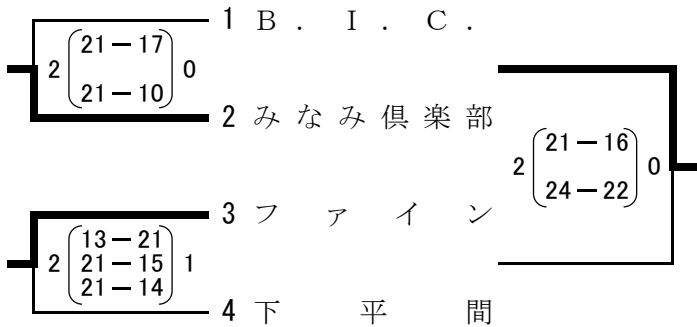 1 B . I . C .
2 ( 21 － 17 21 － 10 ) 0
2 みなみ倶楽部
2 ( 21 － 16 24 － 22 ) 0
3 ファイン
2 ( 13 － 21 21 － 15 21 － 14 ) 1
4 下平間